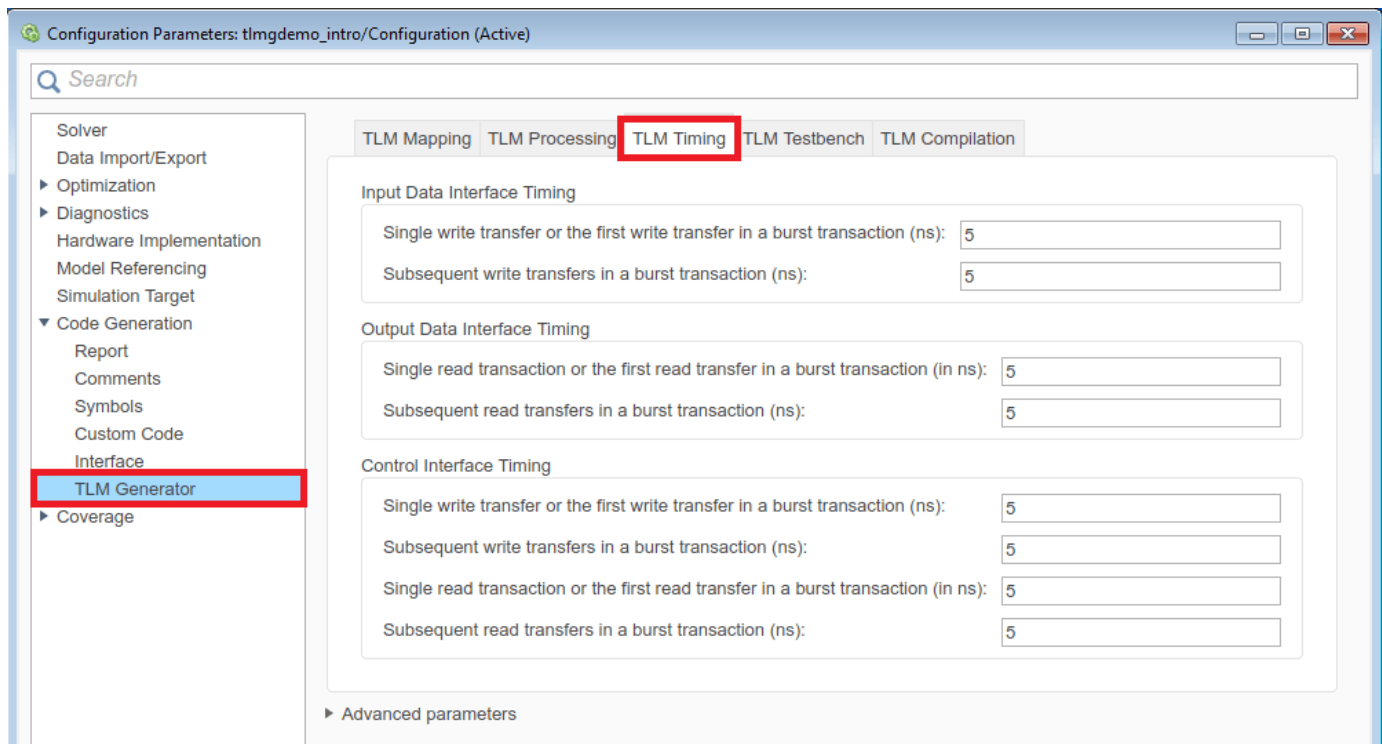 Configuration Parameters: tlmgdemo_intro/Configuration (Active)
Search
Solver
Data Import/Export
Optimization
Diagnostics
Hardware Implementation
Model Referencing
Simulation Target
Code Generation
Report
Comments
Symbols
Custom Code
Interface
TLM Generator
Coverage
TLM Mapping TLM Processing TLM Timing TLM Testbench TLM Compilation
Input Data Interface Timing
Single write transfer or the first write transfer in a burst transaction (ns): 5
Subsequent write transfers in a burst transaction (ns): 5
Output Data Interface Timing
Single read transaction or the first read transfer in a burst transaction (in ns): 5
Subsequent read transfers in a burst transaction (ns): 5
Control Interface Timing
Single write transfer or the first write transfer in a burst transaction (ns): 5
Subsequent write transfers in a burst transaction (ns): 5
Single read transaction or the first read transfer in a burst transaction (in ns): 5
Subsequent read transfers in a burst transaction (ns): 5
Advanced parameters